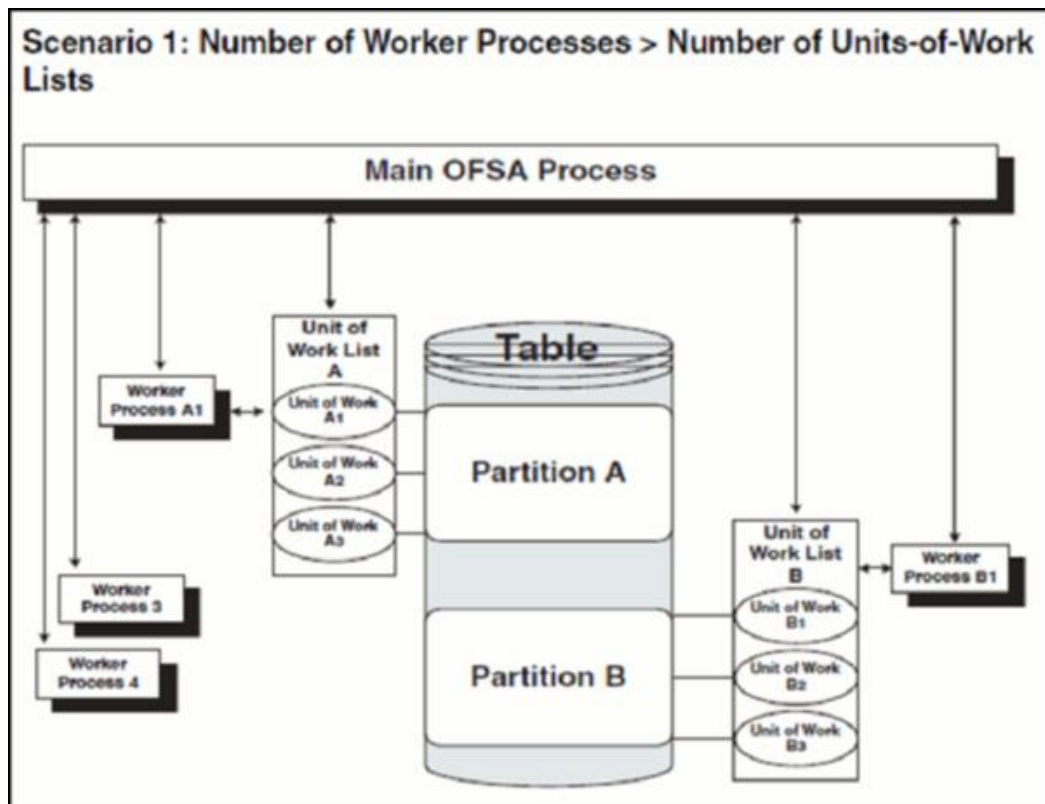 Scenario 1: Number of Worker Processes > Number of Units-of-Work
Lists
Main OFSA Process
Unit of
Work List
A
Table
Worker
Process A1
Unit of Work
A1
Unit of Work
A2
Unit of Work
A3
Partition A
Unit of
Work List
B
Worker
Process B1
Worker
Process 3
Worker
Process 4
Partition B
Unit of Work
B1
Unit of Work
B2
Unit of Work
B3